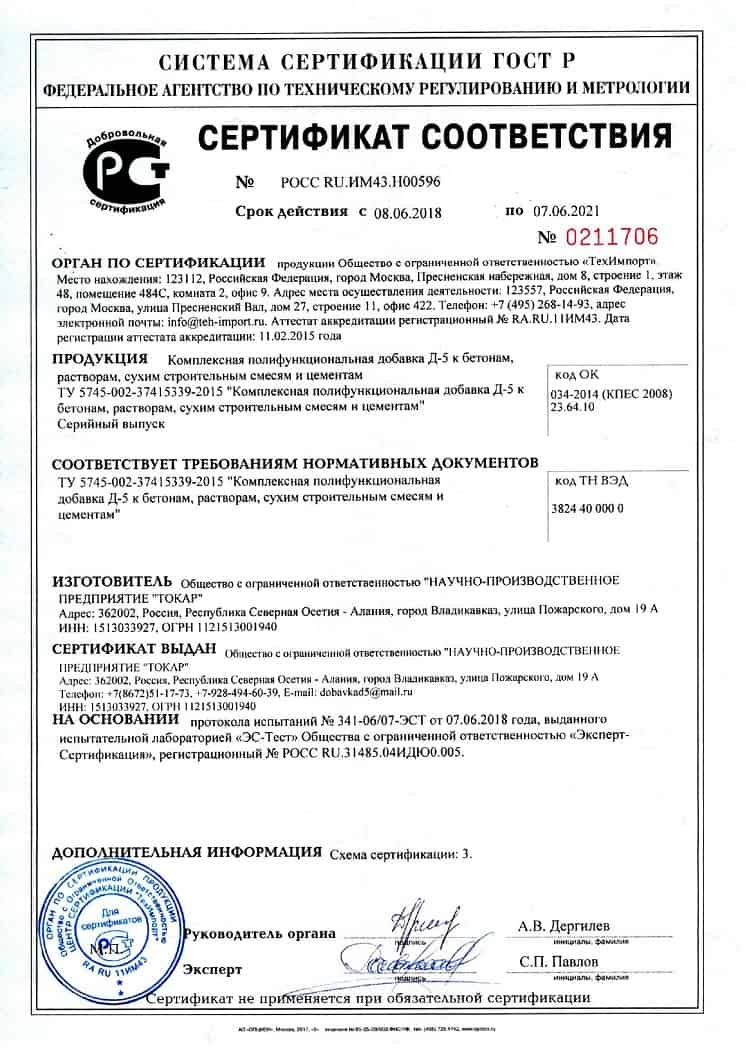 СИСТЕМА СЕРТИФИКАЦИИ ГОСТ Р
ФЕДЕРАЛЬНОЕ АГЕНТСТВО ПО ТЕХНИЧЕСКОМУ РЕГУЛИРОВАНИЮ И МЕТРОЛОГИИ
Добровольная
сертификация
СЕРТИФИКАТ СООТВЕТСТВИЯ
№ РОСС RU.ИМ43.Н00596
Срок действия с 08.06.2018 по 07.06.2021
№ 0211706
ОРГАН ПО СЕРТИФИКАЦИИ продукции Общество с ограниченной ответственностью «ТехИмпорт».
Место нахождения: 123112, Российская Федерация, город Москва, Пресненская набережная, дом 8, строение 1, этаж
48, помещение 484С, комната 2, офис 9. Адрес места осуществления деятельности: 123557, Российская Федерация,
город Москва, улица Пресненский Вал, дом 27, строение 11, офис 422. Телефон: +7 (495) 268-14-93, адрес
электронной почты: info@teh-import.ru. Аттестат аккредитации регистрационный № RA.RU.11ИМ43. Дата
регистрации аттестата аккредитации: 11.02.2015 года
ПРОДУКЦИЯ Комплексная полифункциональная добавка Д-5 к бетонам,
растворам, сухим строительным смесям и цементам
ТУ 5745-002-37415339-2015 "Комплексная полифункциональная добавка Д-5 к
бетонам, растворам, сухим строительным смесям и цементам"
Серийный выпуск
код ОК
034-2014 (КПЕС 2008)
23.64.10
СООТВЕТСТВУЕТ ТРЕБОВАНИЯМ НОРМАТИВНЫХ ДОКУМЕНТОВ
ТУ 5745-002-37415339-2015 "Комплексная полифункциональная
добавка Д-5 к бетонам, растворам, сухим строительным смесям и
цементам"
код ТН ВЭД
3824 40 000 0
ИЗГОТОВИТЕЛЬ Общество с ограниченной ответственностью "НАУЧНО-ПРОИЗВОДСТВЕННОЕ
ПРЕДПРИЯТИЕ "ТОКАР"
Адрес: 362002, Россия, Республика Северная Осетия - Алания, город Владикавказ, улица Пожарского, дом 19 А
ИНН: 1513033927, ОГРН 1121513001940
СЕРТИФИКАТ ВЫДАН Общество с ограниченной ответственностью "НАУЧНО-ПРОИЗВОДСТВЕННОЕ
ПРЕДПРИЯТИЕ "ТОКАР"
Адрес: 362002, Россия, Республика Северная Осетия - Алания, город Владикавказ, улица Пожарского, дом 19 А
Телефон: +7(8672)51-17-73, +7-928-494-60-39, E-mail: dobavkad5@mail.ru
ИНН: 1513033927, ОГРН 1121513001940
НА ОСНОВАНИИ протокола испытаний № 341-06/07-ЭСТ от 07.06.2018 года, выданного
испытательной лабораторией «ЭС-Тест» Общества с ограниченной ответственностью «Эксперт-
Сертификация», регистрационный № РОСС RU.31485.04ИДЮ0.005.
ДОПОЛНИТЕЛЬНАЯ ИНФОРМАЦИЯ Схема сертификации: 3.
ОРГАН ПО СЕРТИФИКАЦИИ ПРОДУКЦИИ
Общество с Ограниченной Ответственностью
ЦЕНТР СЕРТИФИКАЦИИ "ТехИмпорт"
Для
сертификатов
RA RU 11ИМ43
М.П.
Руководитель органа
подпись
А.В. Дергилев
инициалы, фамилия
Эксперт
подпись
С.П. Павлов
инициалы, фамилия
Сертификат не применяется при обязательной сертификации